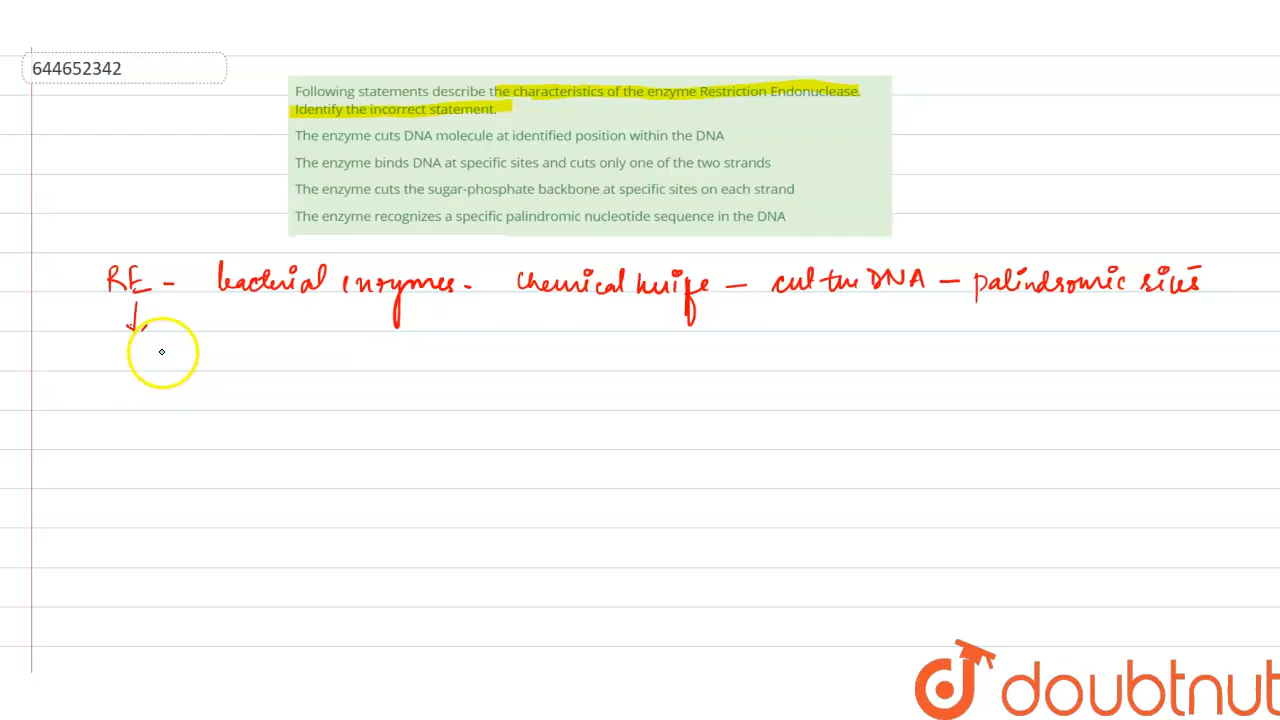 644652342
Following statements describe the characteristics of the enzyme Restriction Endonuclease.
Identify the incorrect statement.
The enzyme cuts DNA molecule at identified position within the DNA
The enzyme binds DNA at specific sites and cuts only one of the two strands
The enzyme cuts the sugar-phosphate backbone at specific sites on each strand
The enzyme recognizes a specific palindromic nucleotide sequence in the DNA
RE - bacterial enzymes - chemical knife - cut the DNA - palindromic sites
doubtnut